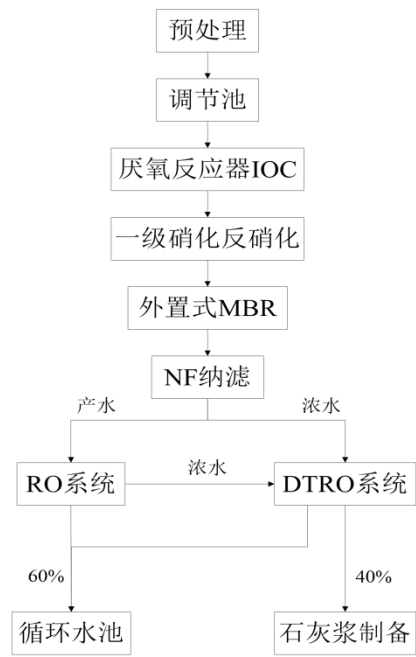 预处理
调节池
厌氧反应器IOC
一级硝化反硝化
外置式MBR
NF纳滤
产水
浓水
RO系统
浓水
DTRO系统
60%
40%
循环水池
石灰浆制备